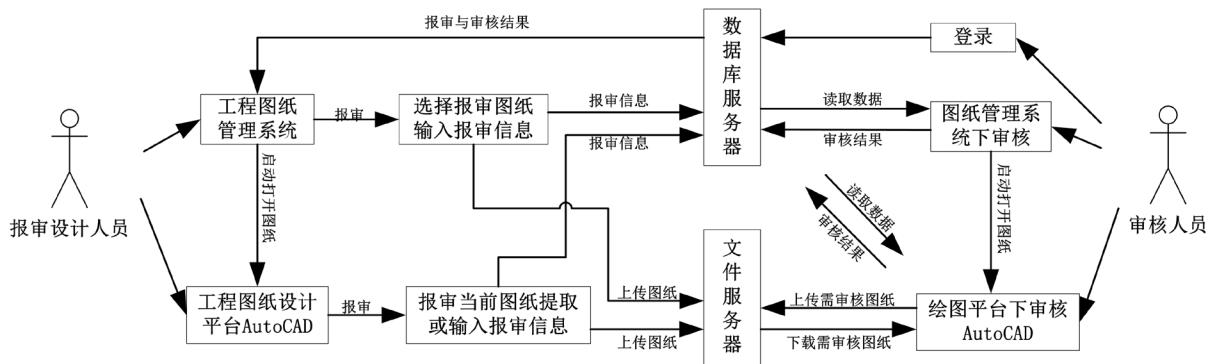 报审与审核结果
数据库服务器
登录
工程图纸
管理系统
报审
选择报审图纸
输入报审信息
报审信息
报审信息
读取数据
审核结果
图纸管理系
统下审核
启动打开图纸
启动打开图纸
读取数据
审核结果
报审设计人员
审核人员
文件服务器
工程图纸设计
平台AutoCAD
报审
报审当前图纸提取
或输入报审信息
上传图纸
上传图纸
上传需审核图纸
下载需审核图纸
绘图平台下审核
AutoCAD